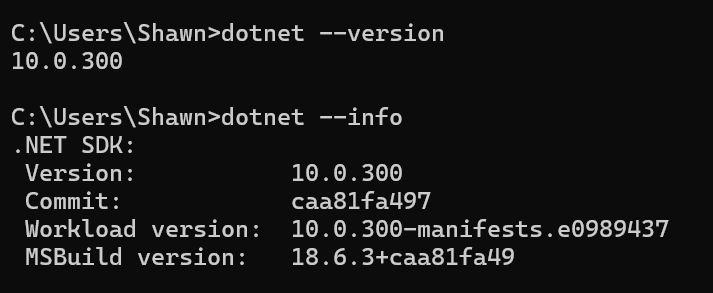 C:\Users\Shawn>dotnet --version
10.0.300
C:\Users\Shawn>dotnet --info
.NET SDK:
Version: 10.0.300
Commit: caa81fa497
Workload version: 10.0.300-manifests.e0989437
MSBuild version: 18.6.3+caa81fa49